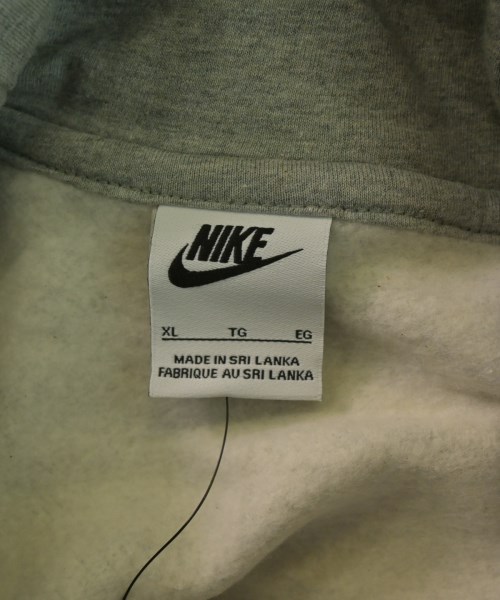 NIKE
XL TG EG
MADE IN SRI LANKA
FABRIQUE AU SRI LANKA